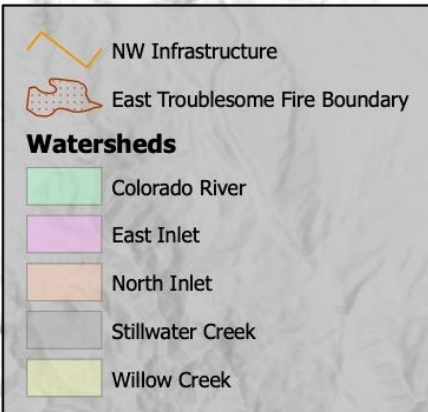 NW Infrastructure
East Troublesome Fire Boundary
Watersheds
Colorado River
East Inlet
North Inlet
Stillwater Creek
Willow Creek